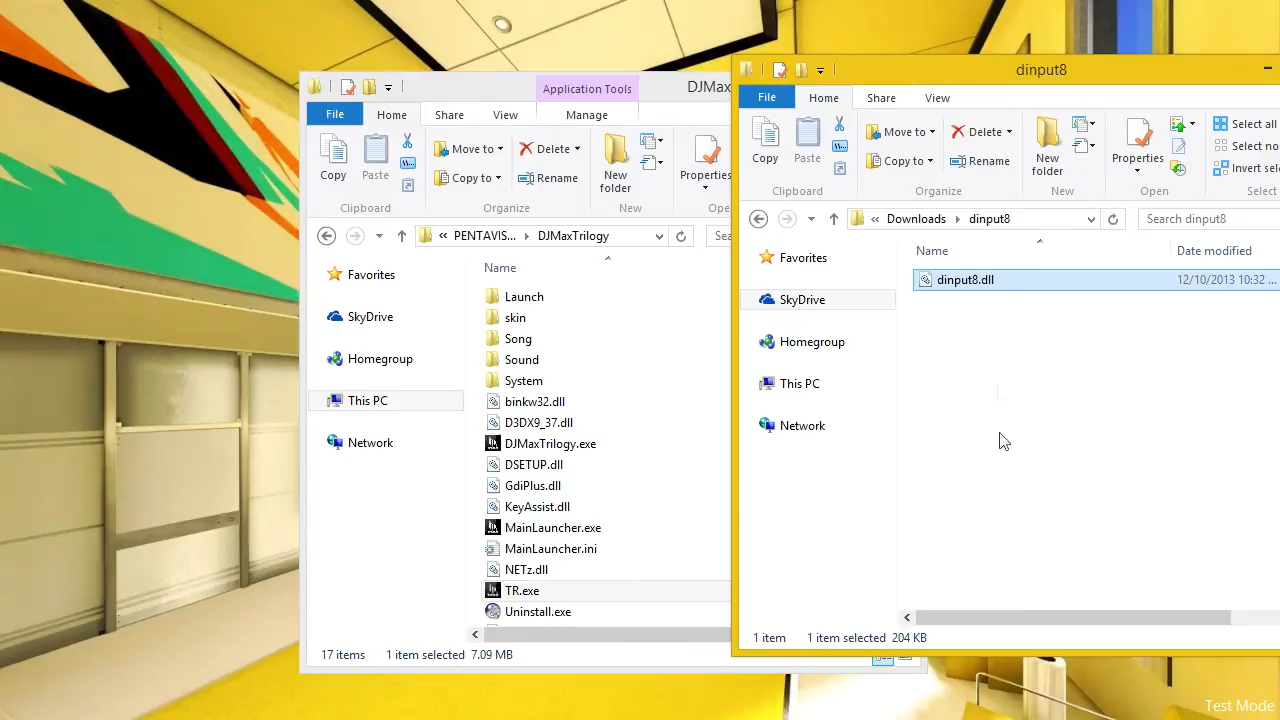 Application Tools
DJMax
File
Home
Share
View
Manage
Copy
Paste
Move to
Copy to
Delete
Rename
New
folder
Properties
Clipboard
Organize
New
Ope
PENTAVIS...
DJMaxTrilogy
Sea
Favorites
SkyDrive
Homegroup
This PC
Network
Name
Launch
skin
Song
Sound
System
binkw32.dll
D3DX9_37.dll
DJMaxTrilogy.exe
DSETUP.dll
GdiPlus.dll
KeyAssist.dll
MainLauncher.exe
MainLauncher.ini
NETz.dll
TR.exe
Uninstall.exe
17 items 1 item selected 7.09 MB
dinput8
File
Home
Share
View
Copy
Paste
Move to
Copy to
Delete
Rename
New
folder
Properties
Select all
Select no
Invert sele
Clipboard
Organize
New
Open
Select
« Downloads
dinput8
Search dinput8
Favorites
SkyDrive
Homegroup
This PC
Network
Name
Date modified
dinput8.dll
12/10/2013 10:32 ...
1 item 1 item selected 204 KB
Test Mode